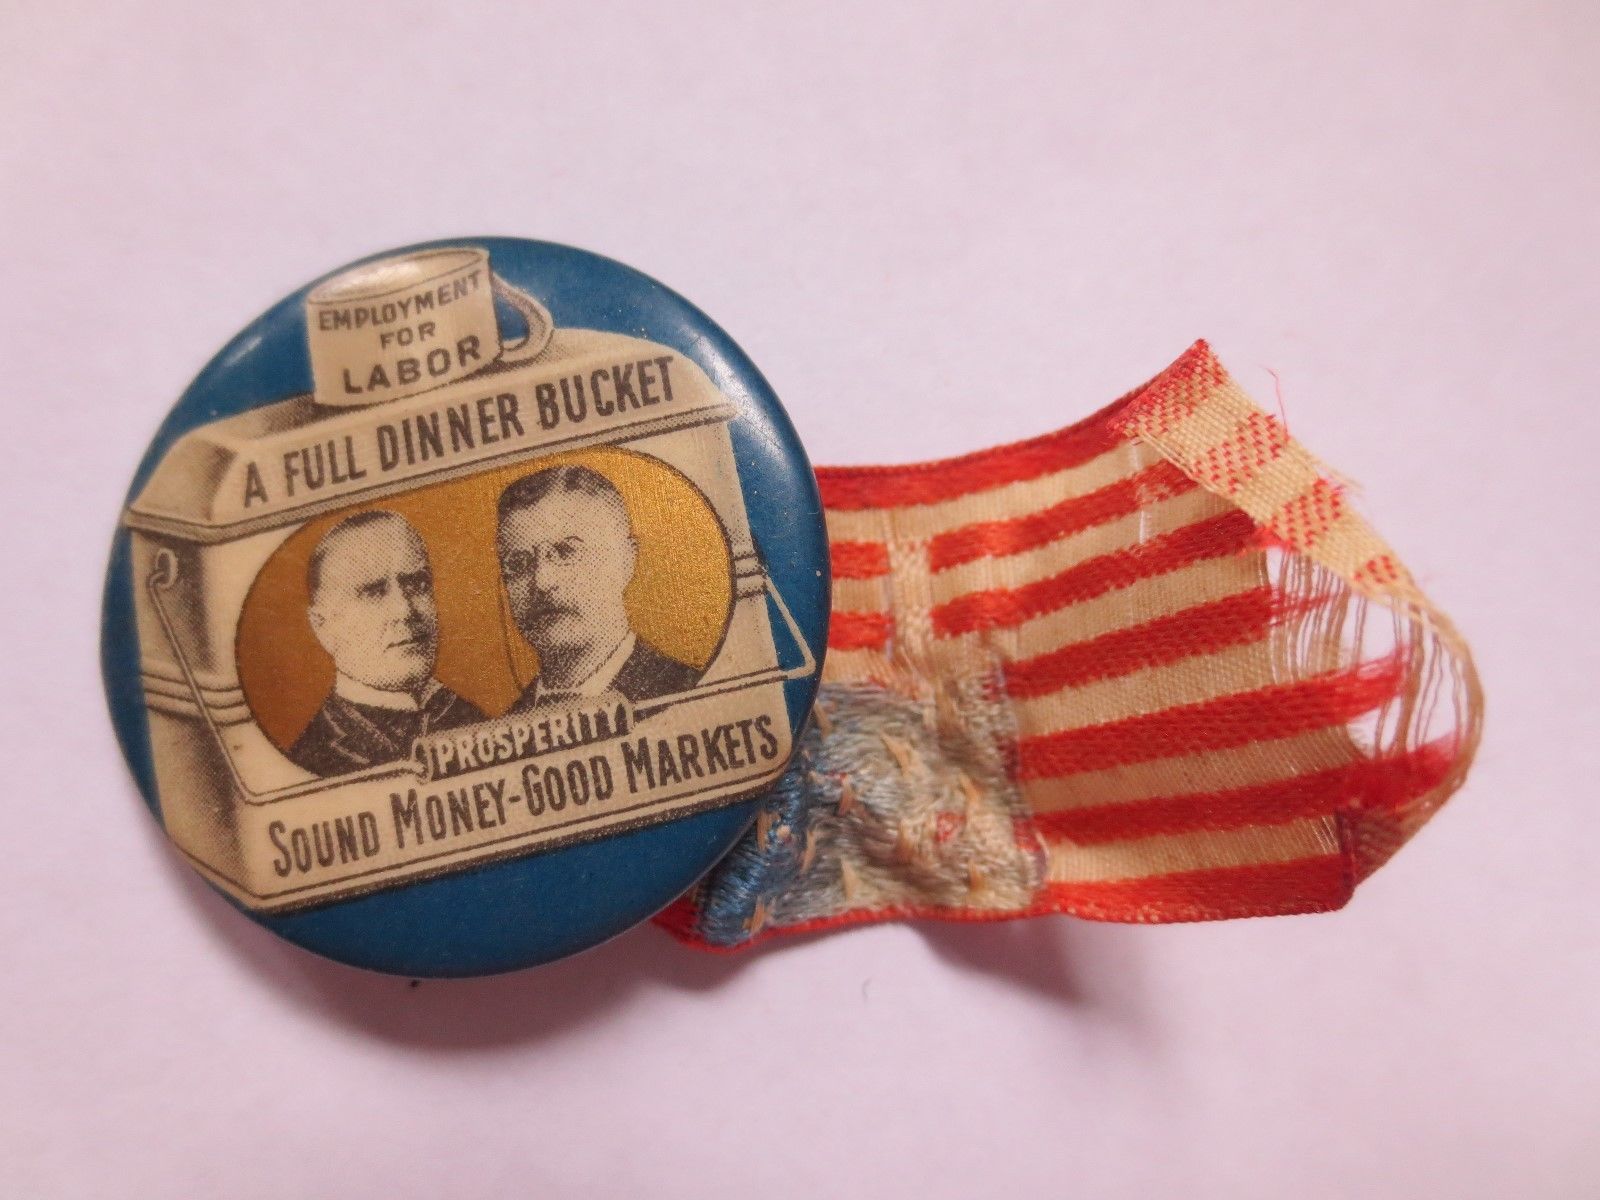 EMPLOYMENT
FOR
LABOR
A FULL DINNER BUCKET
PROSPERITY
SOUND MONEY-GOOD MARKETS